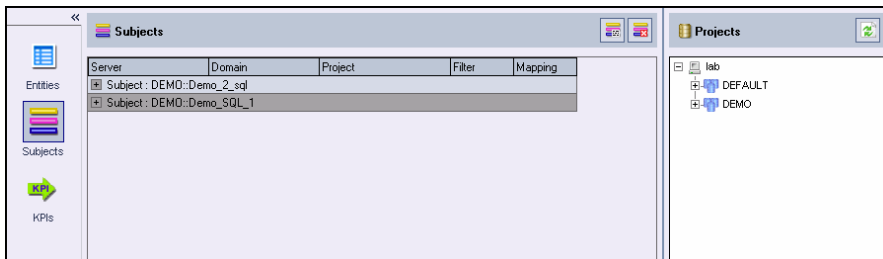 «
Entities
Subjects
KPI
KPIs
Subjects
Server Domain Project Filter Mapping
Subject : DEMO::Demo_2_sql
Subject : DEMO::Demo_SQL_1
Projects
lab
DEFAULT
DEMO